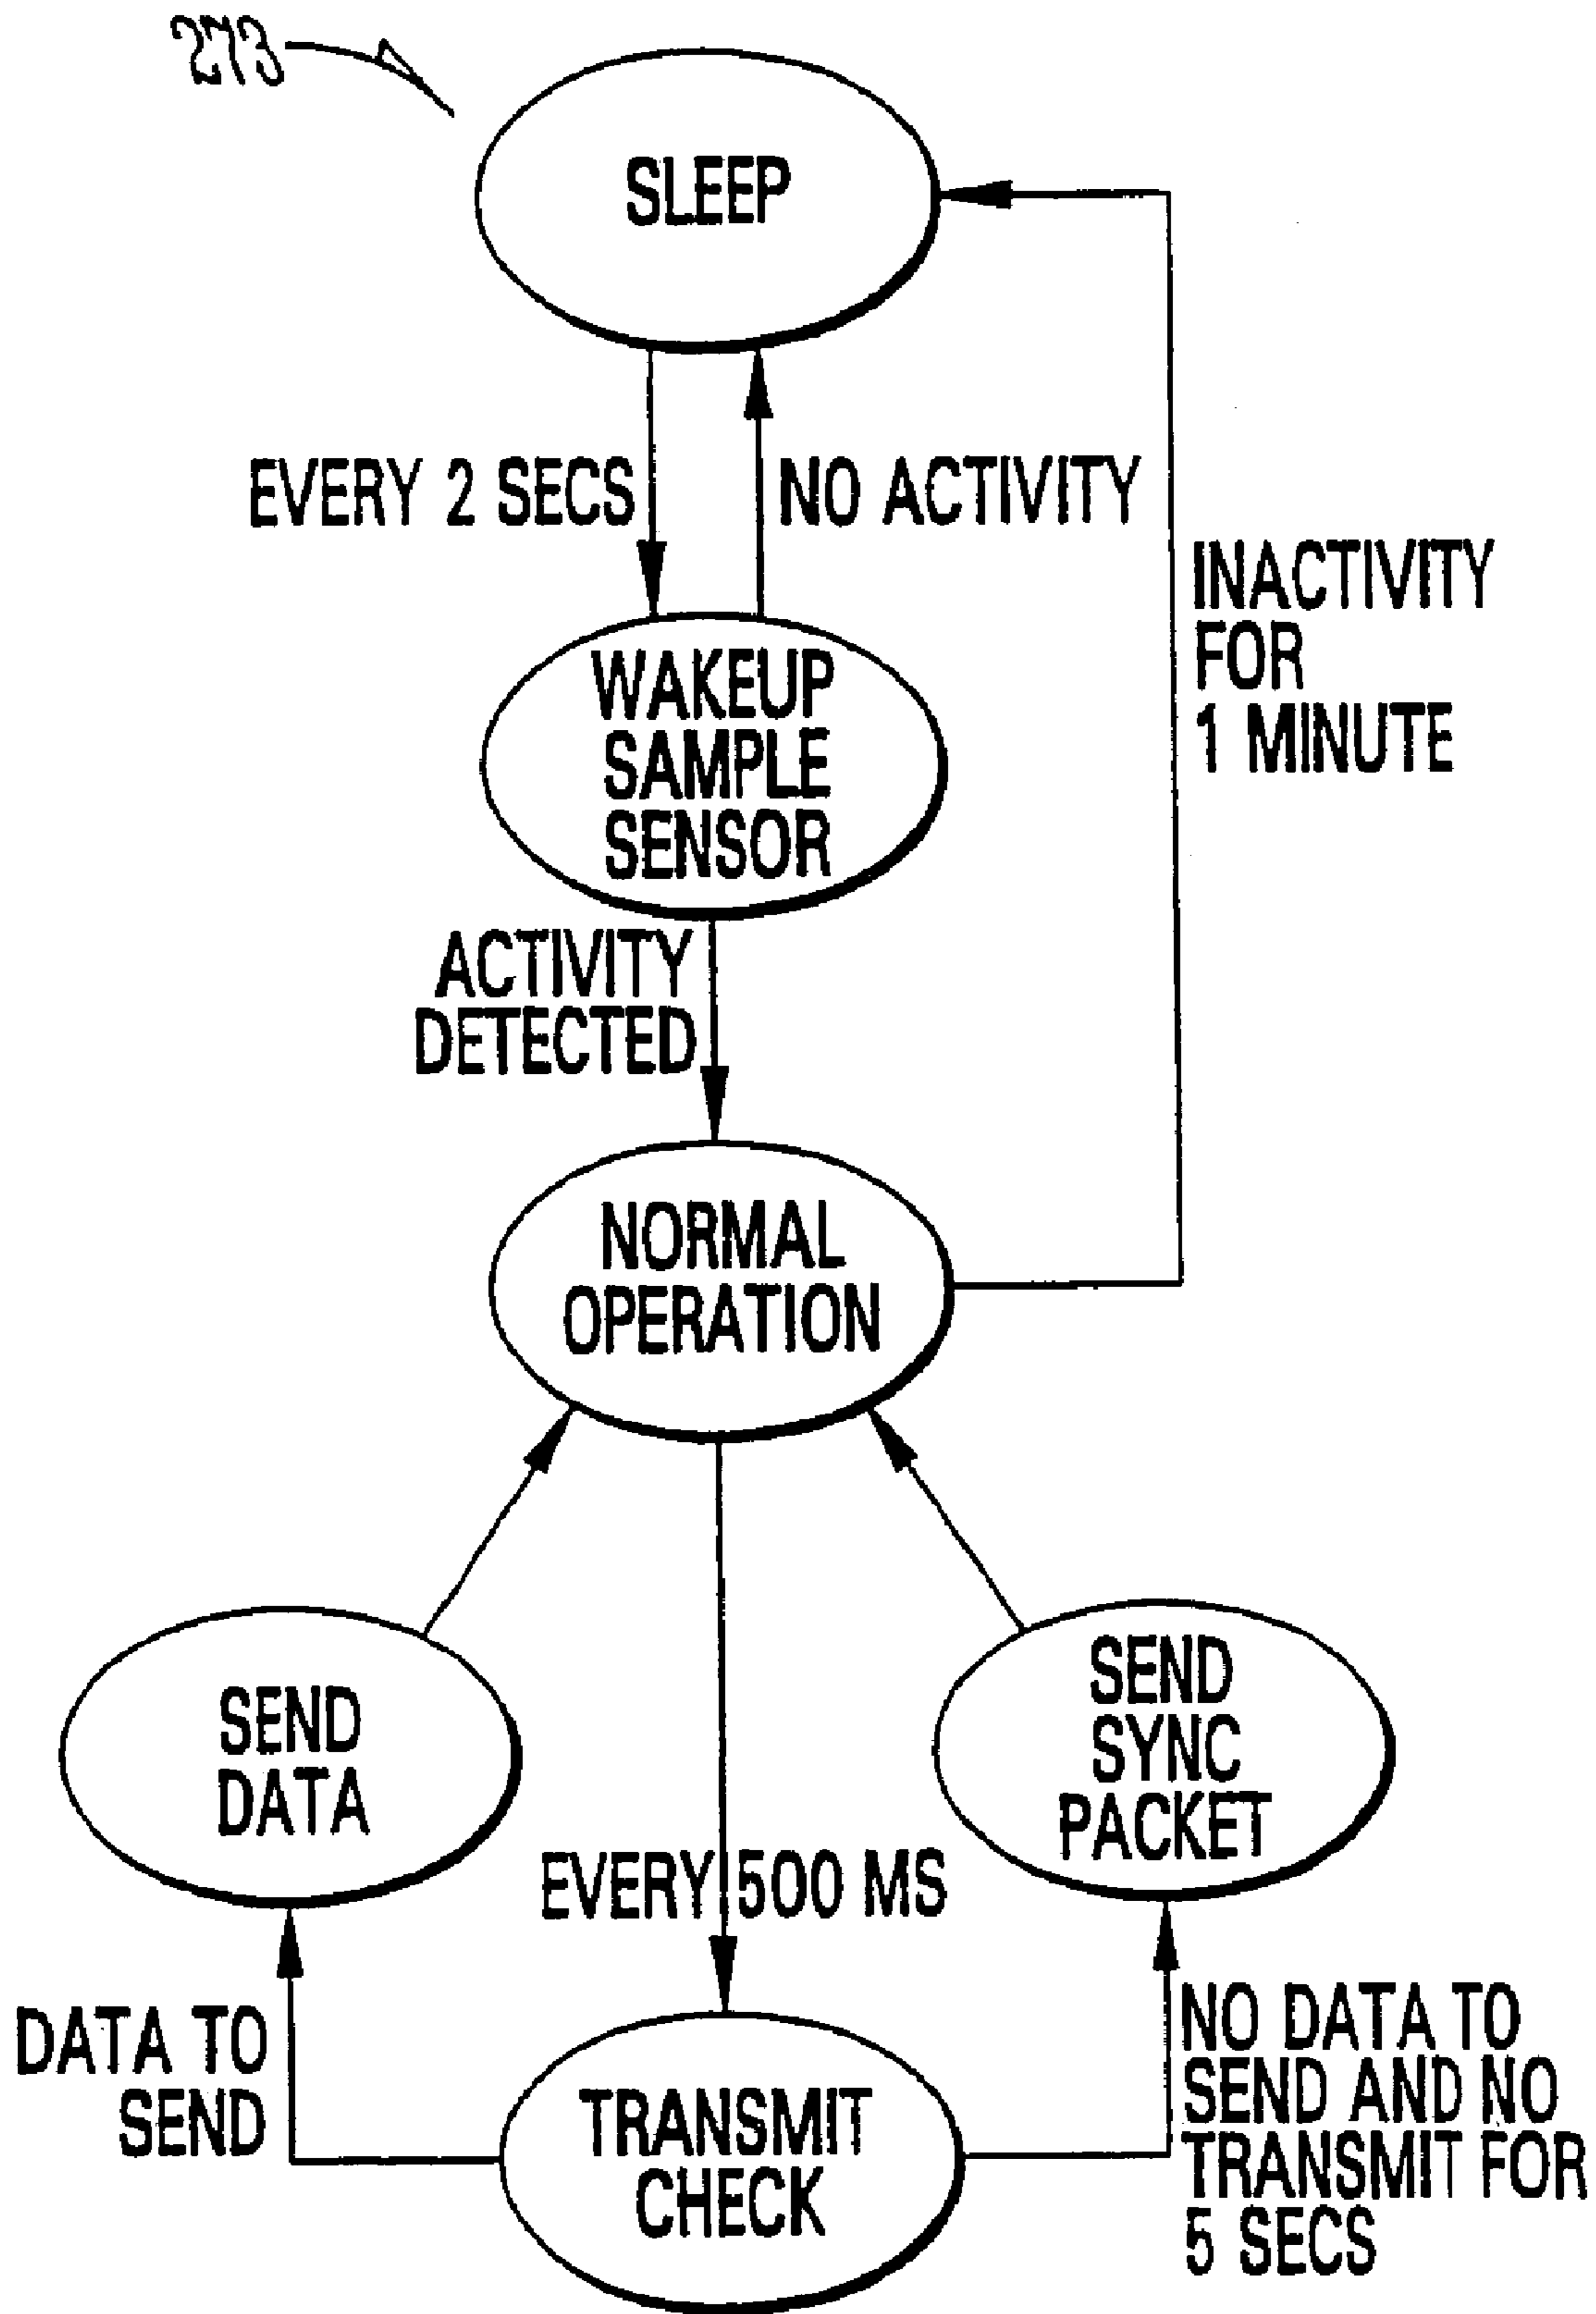 273
SLEEP
EVERY 2 SECS
NO ACTIVITY
INACTIVITY
FOR
1 MINUTE
WAKEUP
SAMPLE
SENSOR
ACTIVITY
DETECTED
NORMAL
OPERATION
SEND
DATA
SEND
SYNC
PACKET
EVERY 500 MS
DATA TO
SEND
NO DATA TO
SEND AND NO
TRANSMIT FOR
5 SECS
TRANSMIT
CHECK